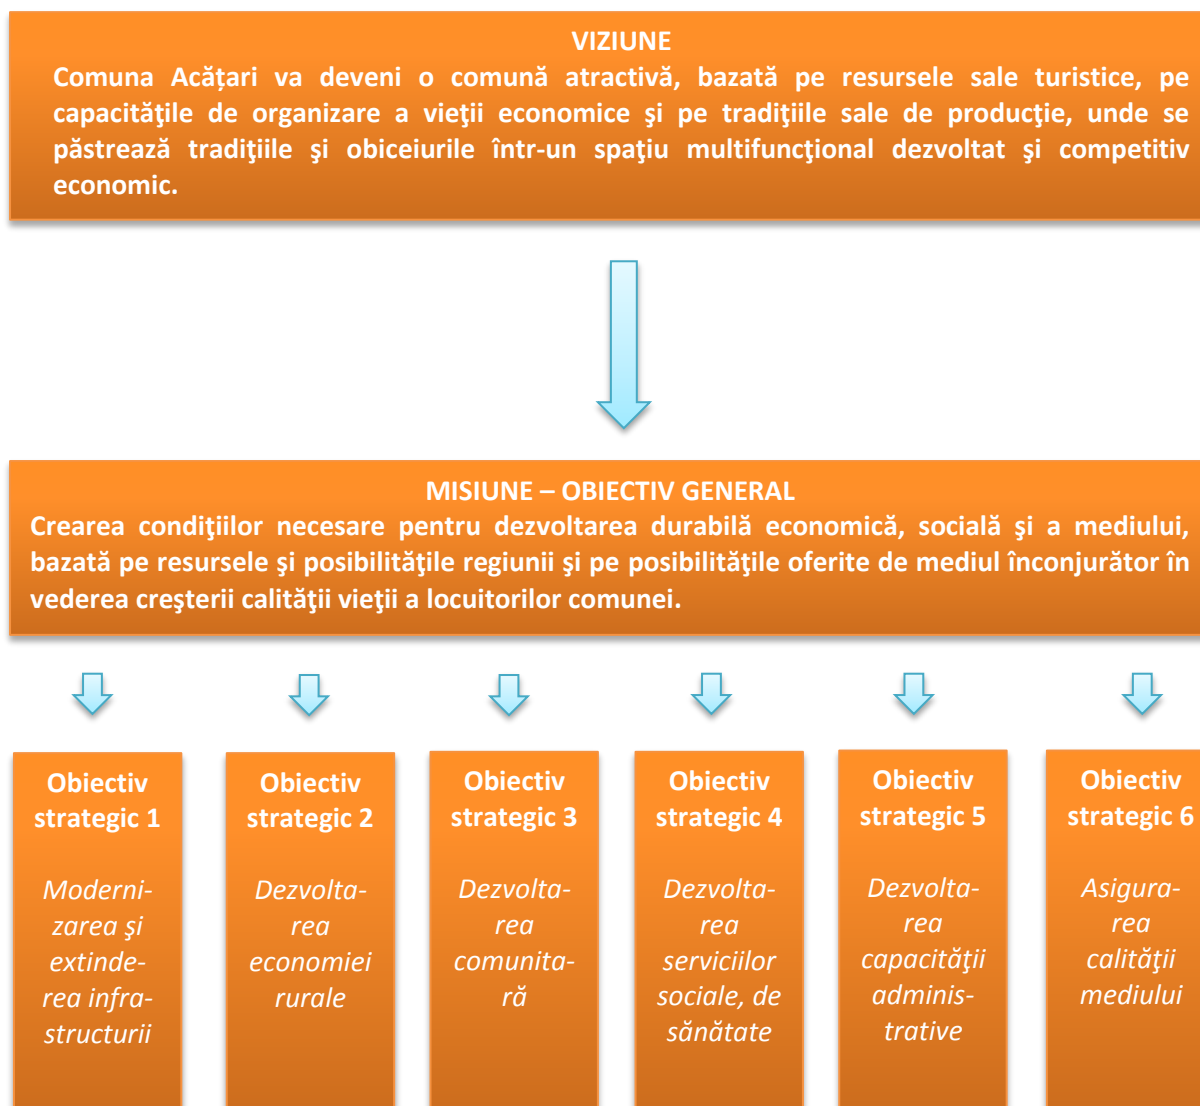 VIZIUNE
Comuna Acățari va deveni o comună atractivă, bazată pe resursele sale turistice, pe
capacităţile de organizare a vieţii economice şi pe tradiţiile sale de producţie, unde se
păstrează tradiţiile şi obiceiurile într-un spaţiu multifuncţional dezvoltat şi competitiv
economic.
MISIUNE – OBIECTIV GENERAL
Crearea condiţiilor necesare pentru dezvoltarea durabilă economică, socială şi a mediului,
bazată pe resursele şi posibilităţile regiunii şi pe posibilităţile oferite de mediul înconjurător în
vederea creşterii calităţii vieţii a locuitorilor comunei.
Obiectiv
strategic 1
Moderni-
zarea şi
extinde-
rea infra-
structurii
Obiectiv
strategic 2
Dezvolta-
rea
economiei
rurale
Obiectiv
strategic 3
Dezvolta-
rea
comunita-
ră
Obiectiv
strategic 4
Dezvolta-
rea
serviciilor
sociale, de
sănătate
Obiectiv
strategic 5
Dezvolta-
rea
capacităţii
adminis-
trative
Obiectiv
strategic 6
Asigura-
rea
calităţii
mediului